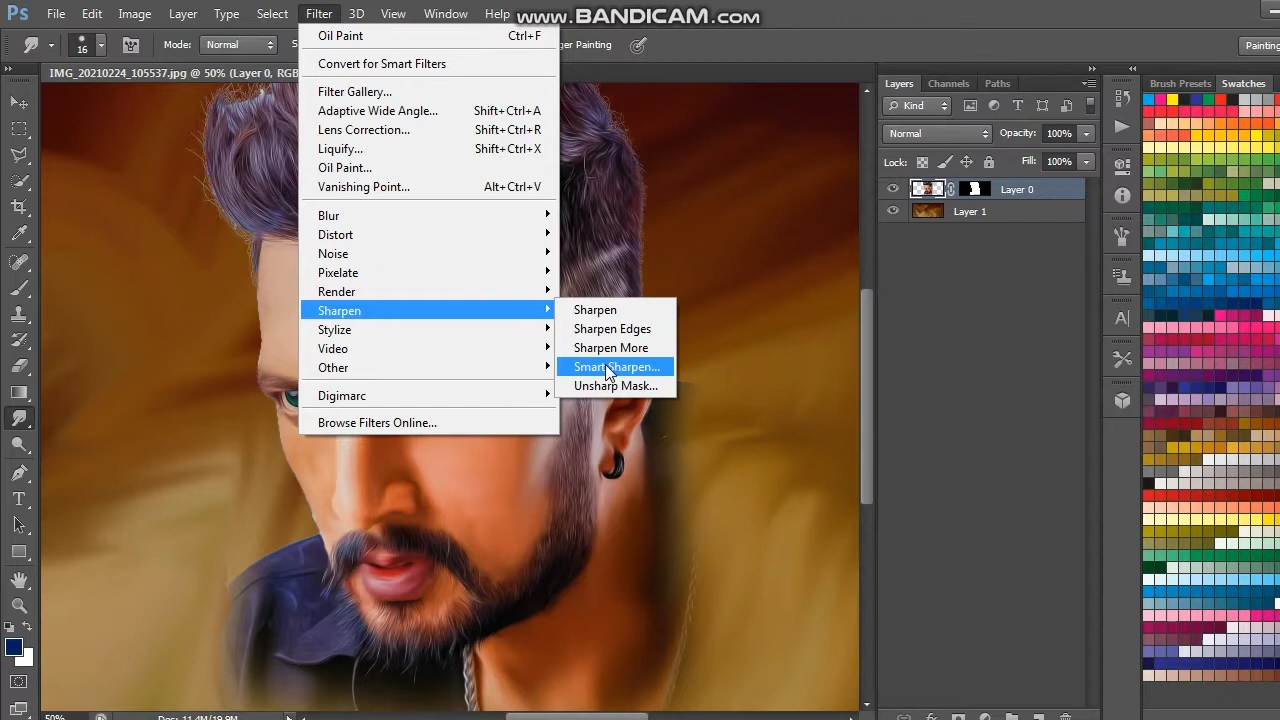 Ps File Edit Image Layer Type Select Filter 3D View Window Help
www.BANDICAM.com
16 Mode: Normal ger Painting Painting
IMG_20210224_105537.jpg @ 50% (Layer 0, RGB
Oil Paint Ctrl+F
Convert for Smart Filters
Filter Gallery...
Adaptive Wide Angle... Shift+Ctrl+A
Lens Correction... Shift+Ctrl+R
Liquify... Shift+Ctrl+X
Oil Paint...
Vanishing Point... Alt+Ctrl+V
Blur
Distort
Noise
Pixelate
Render
Sharpen
Stylize
Video
Other
Digimarc
Browse Filters Online...
Sharpen
Sharpen Edges
Sharpen More
Smart Sharpen...
Unsharp Mask...
Layers Channels Paths
Kind
Normal Opacity: 100%
Lock: Fill: 100%
Layer 0
Layer 1
Brush Presets Swatches
50% Doc: 11.4M/19.9M